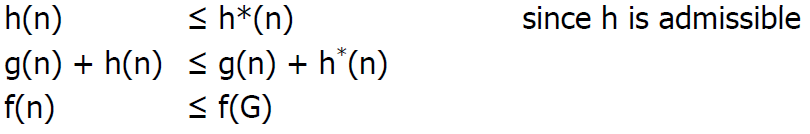 h(n) ≤ h*(n) since h is admissible
g(n) + h(n) ≤ g(n) + h*(n)
f(n) ≤ f(G)